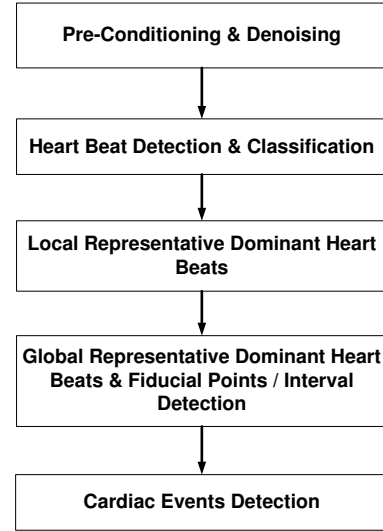 Pre-Conditioning & Denoising
Heart Beat Detection & Classification
Local Representative Dominant Heart
Beats
Global Representative Dominant Heart
Beats & Fiducial Points / Interval
Detection
Cardiac Events Detection